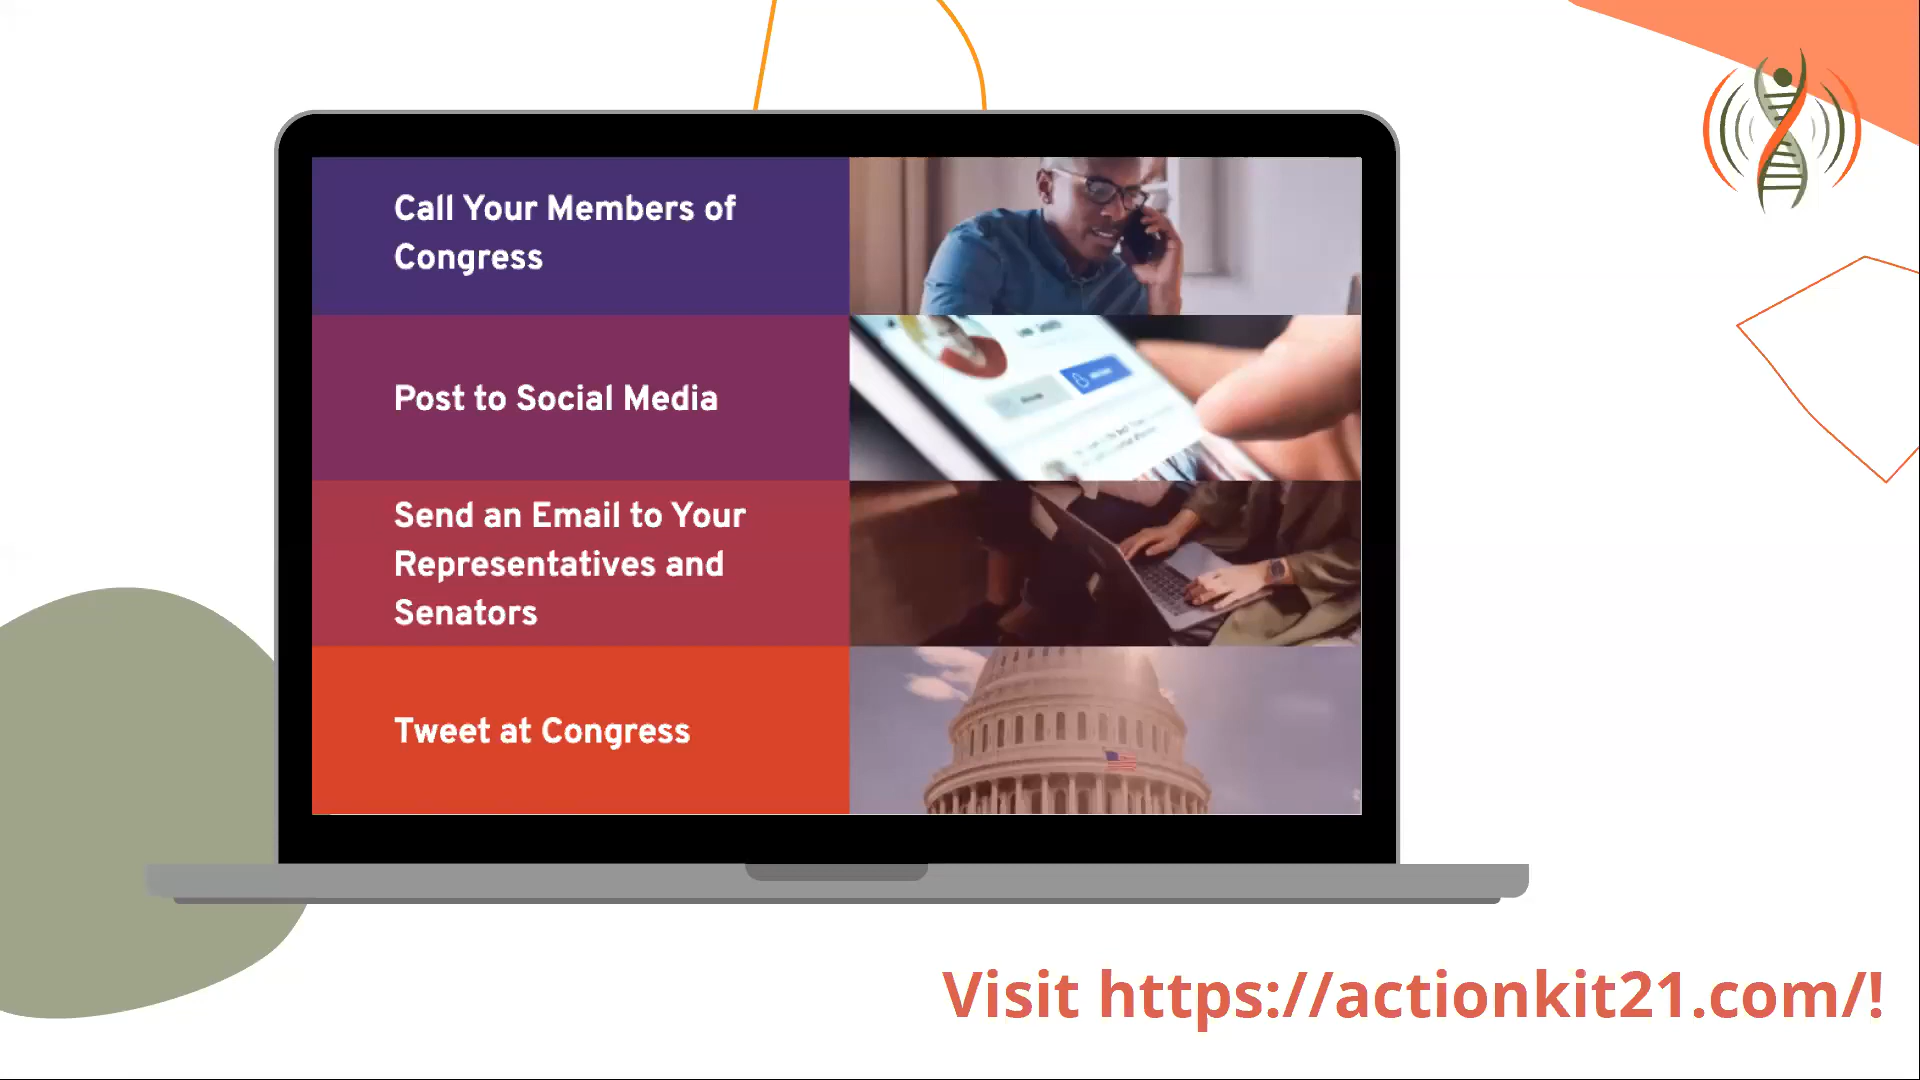 Call Your Members of
Congress
Post to Social Media
Send an Email to Your
Representatives and
Senators
Tweet at Congress
Visit https://actionkit21.com/!